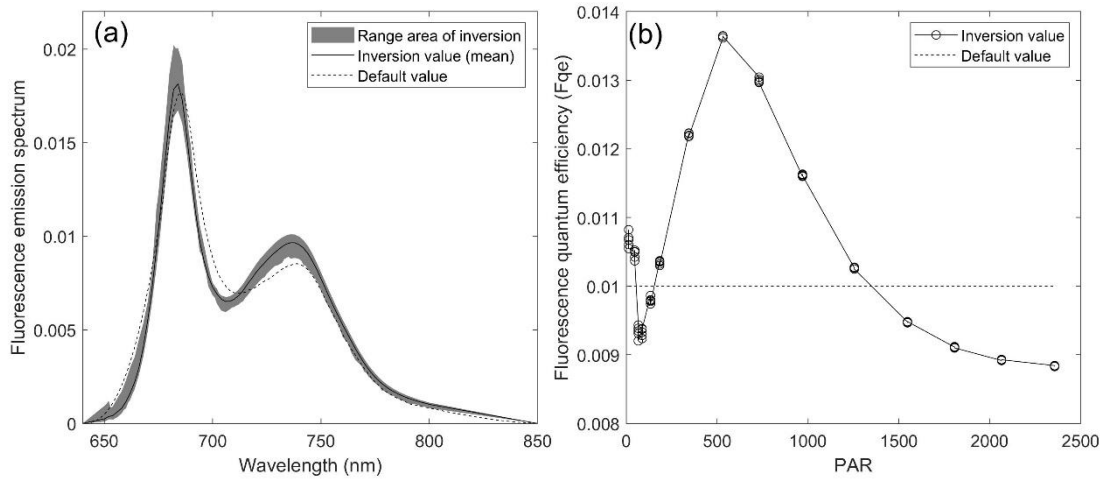 (a)
Range area of inversion
Inversion value (mean)
Default value
Fluorescence emission spectrum
0.02
0.015
0.01
0.005
0
650
700
750
800
850
Wavelength (nm)
(b)
Inversion value
Default value
Fluorescence quantum efficiency (Fqe)
0.014
0.013
0.012
0.011
0.01
0.009
0.008
0
500
1000
1500
2000
2500
PAR